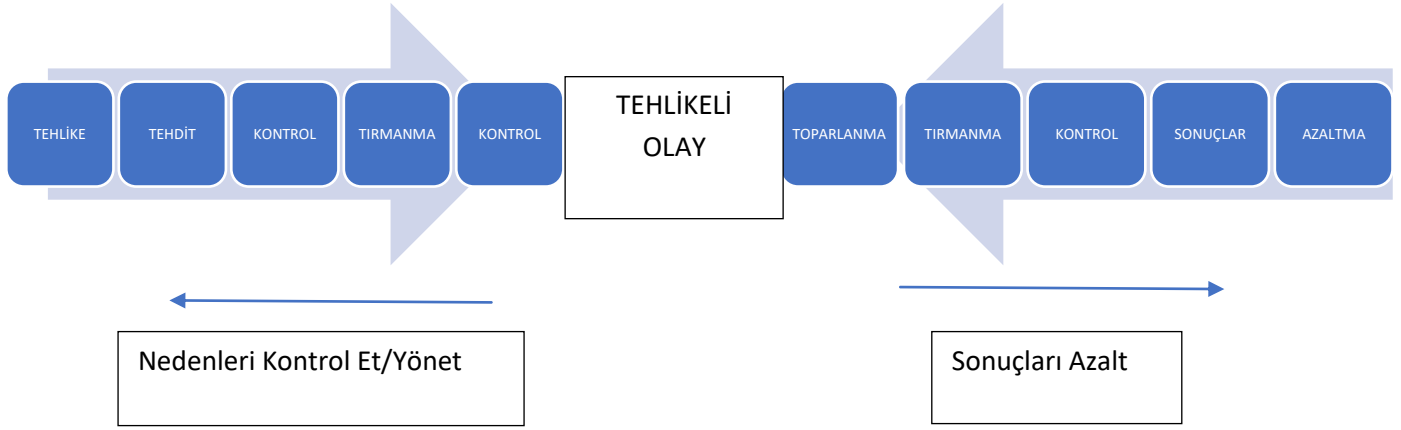 TEHLİKE
TEHDİT
KONTROL
TIRMANMA
KONTROL
TEHLİKELİ
OLAY
TOPARLANMA
TIRMANMA
KONTROL
SONUÇLAR
AZALTMA
Nedenleri Kontrol Et/Yönet
Sonuçları Azalt